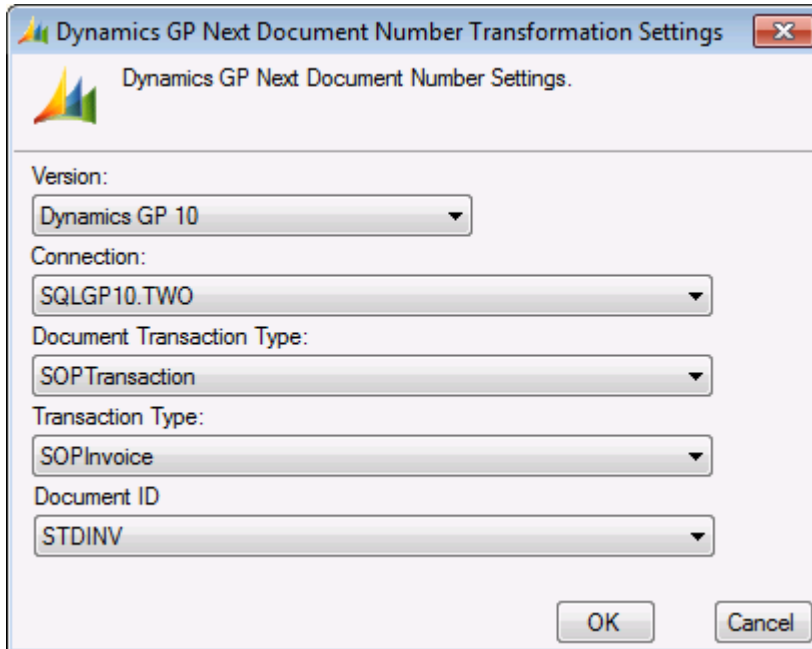 Dynamics GP Next Document Number Transformation Settings
Dynamics GP Next Document Number Settings.
Version:
Dynamics GP 10
Connection:
SQLGP10.TWO
Document Transaction Type:
SOPTransaction
Transaction Type:
SOPInvoice
Document ID
STDINV
OK Cancel